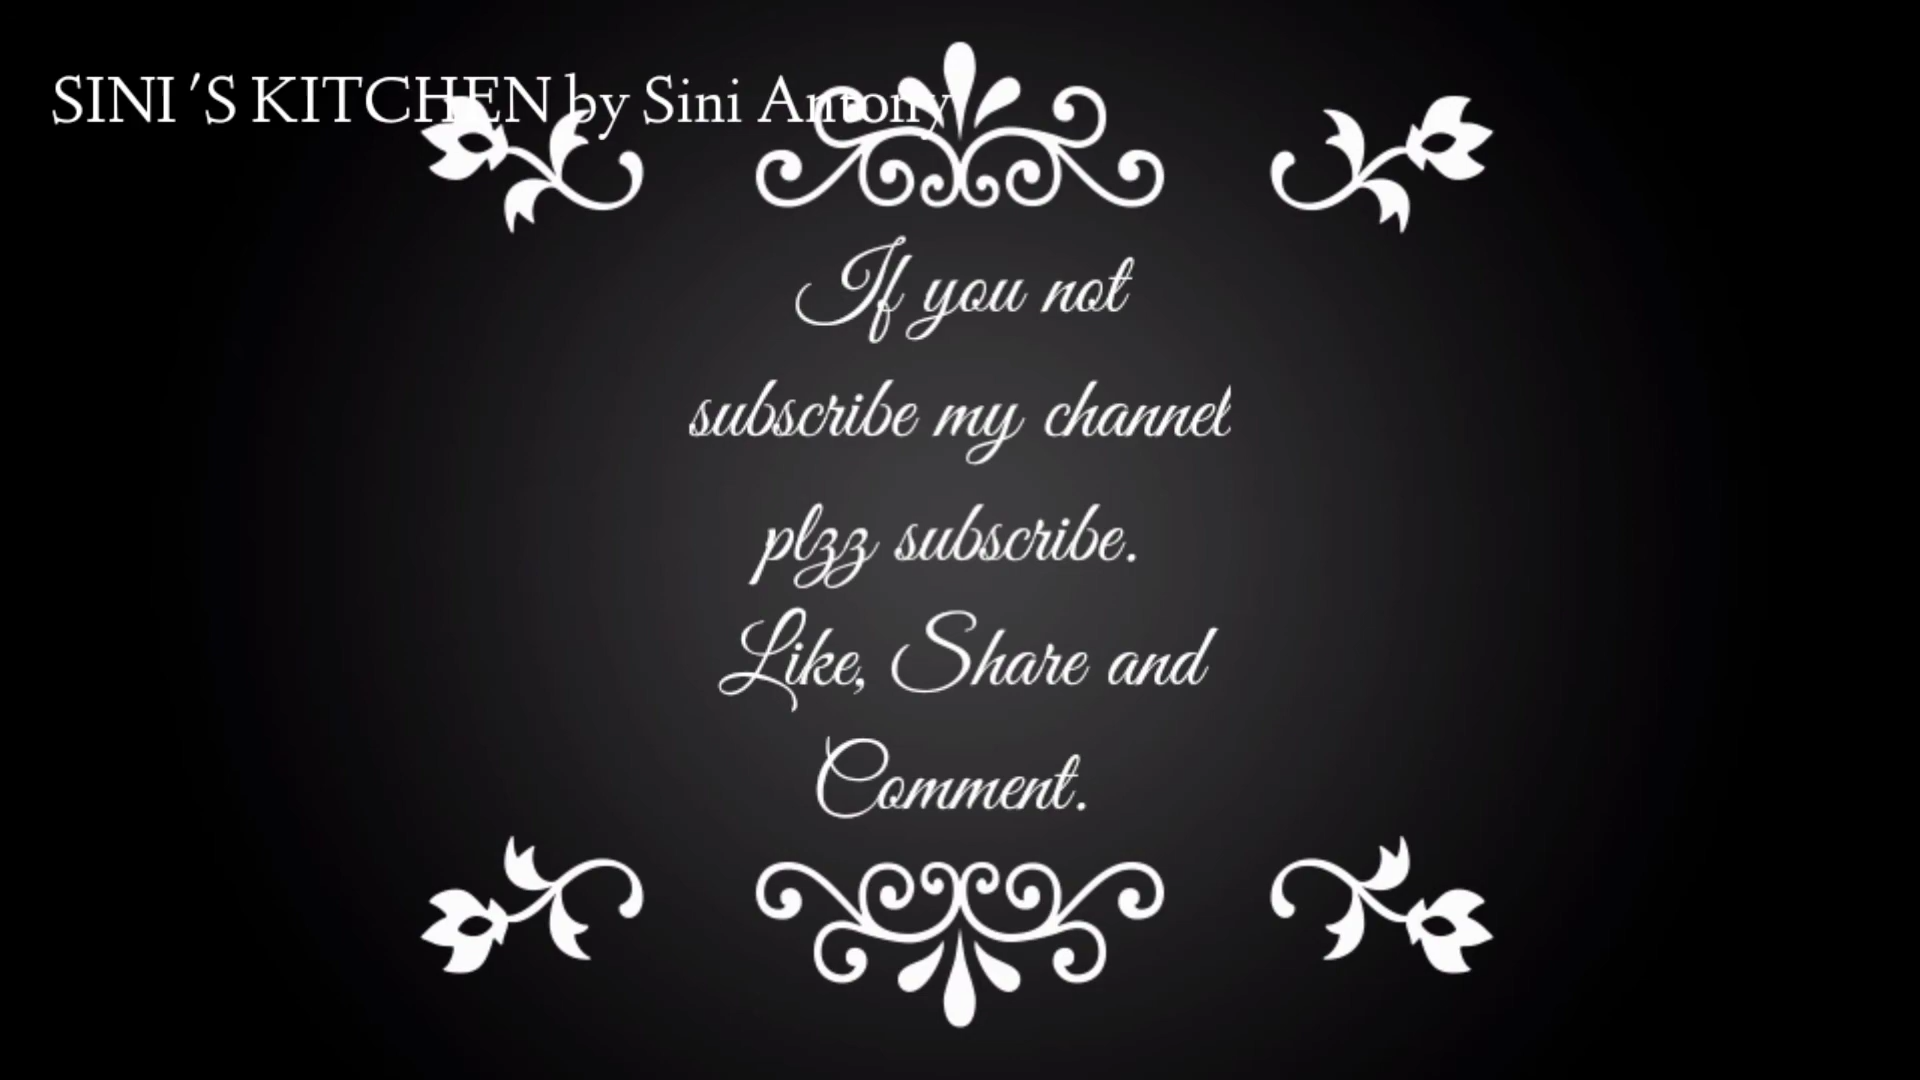 SINI 'S KITCHEN by Sini Antony
If you not
subscribe my channel
plzz subscribe.
Like, Share and
Comment.